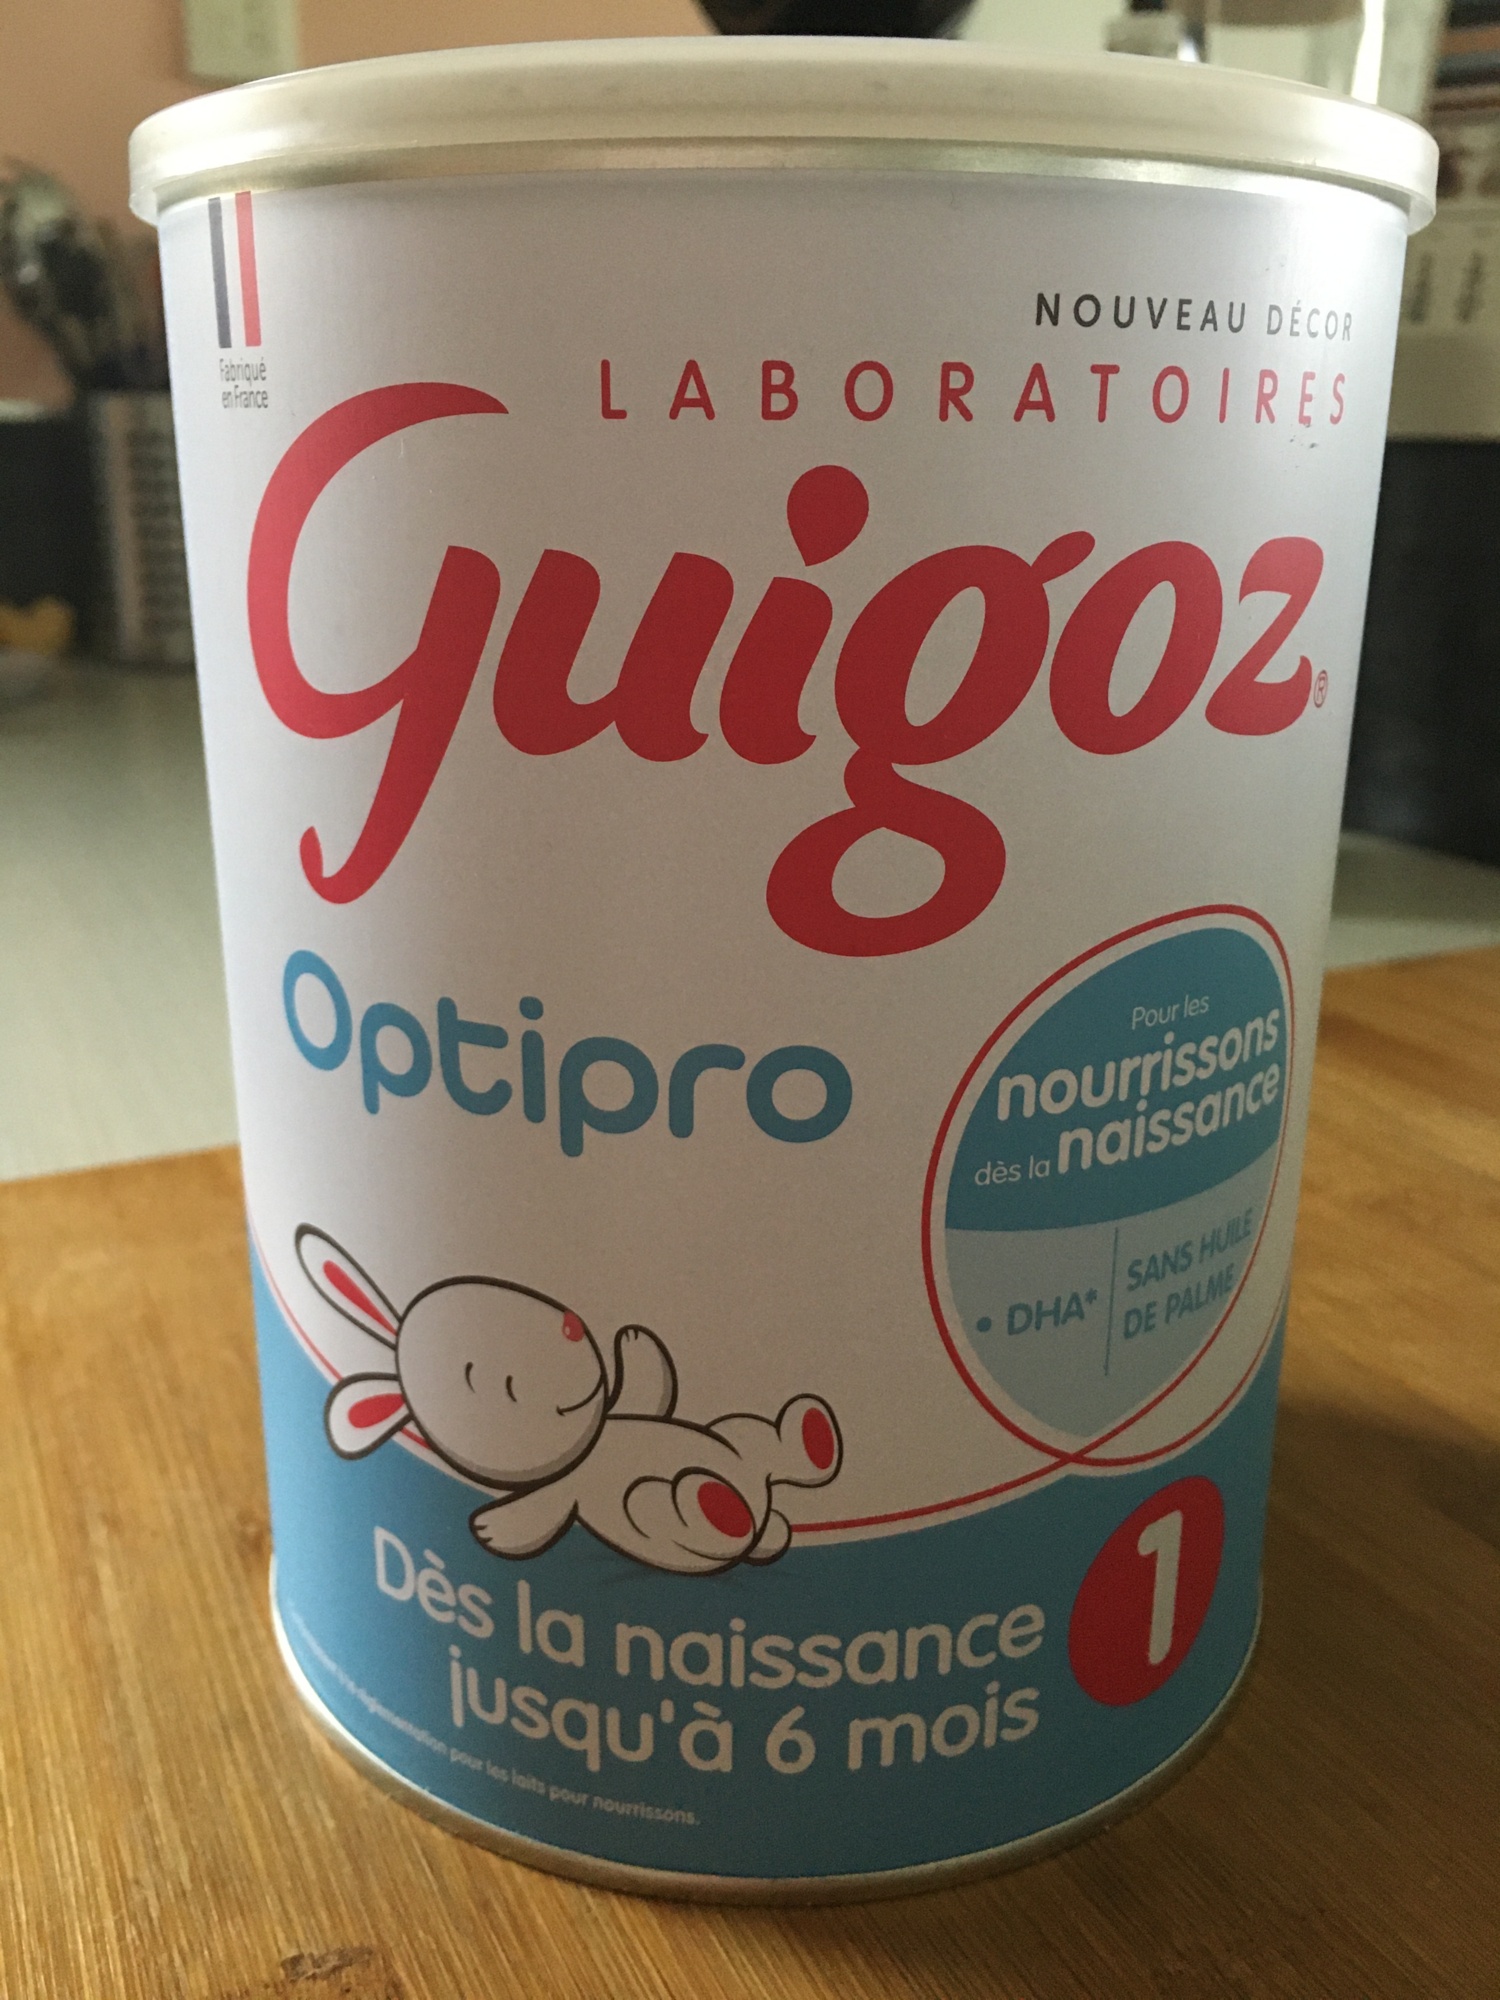 NOUVEAU DÉCOR
Fabriqué
en France
LABORATOIRES
Guigoz®
Optipro
Pour les
nourrissons
dès la naissance
• DHA*
SANS HUILE
DE PALME
Dès la naissance
jusqu'à 6 mois
1
réglementation pour les laits pour nourrissons.